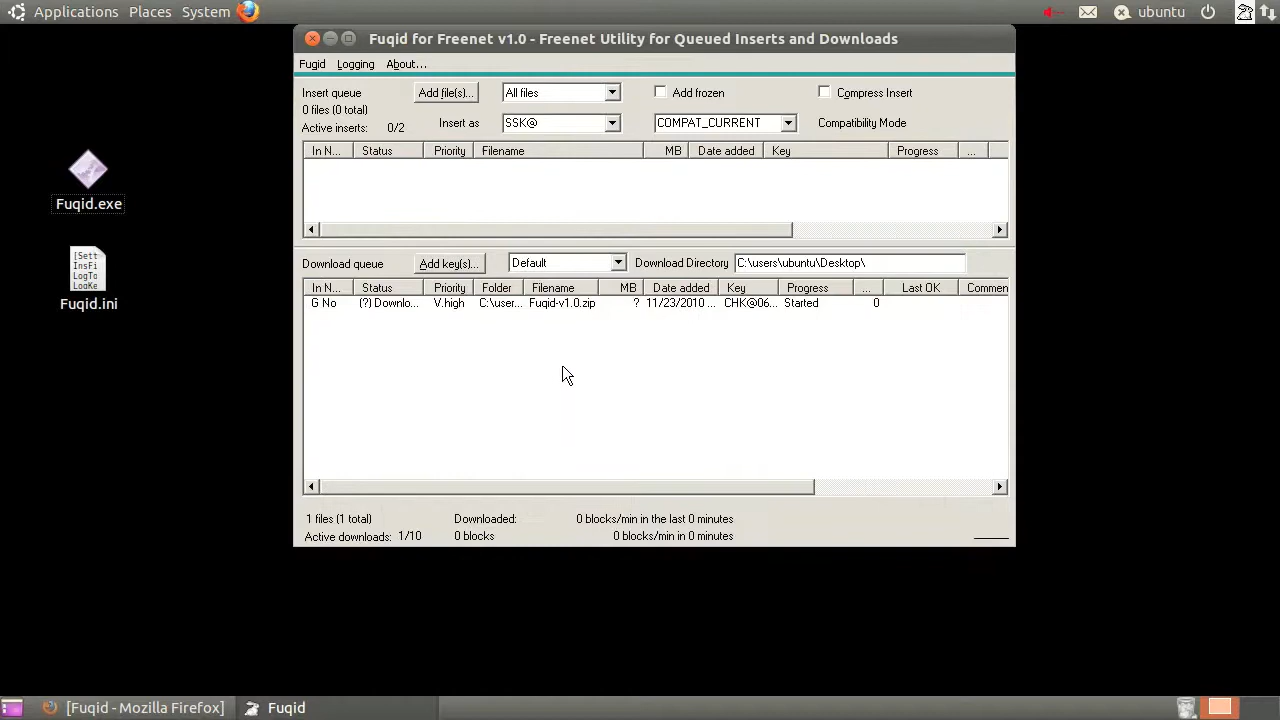 Applications Places System ubuntu
Fuqid for Freenet v1.0 - Freenet Utility for Queued Inserts and Downloads
Fuqid Logging About...
Insert queue Add file(s)... All files Add frozen Compress Insert
0 files (0 total)
Active inserts: 0/2 Insert as SSK@ COMPAT_CURRENT Compatibility Mode
In N... Status Priority Filename MB Date added Key Progress ...
Fuqid.exe
Download queue Add key(s)... Default Download Directory C:\users\ubuntu\Desktop\
In N... Status Priority Folder Filename MB Date added Key Progress ... Last OK Commen
G No (?) Downlo... V.high C:\user... Fuqid-v1.0.zip ? 11/23/2010 ... CHK@06... Started 0
[Sett
InsFi
LogTo
LogKe
Fuqid.ini
1 files (1 total) Downloaded: 0 blocks/min in the last 0 minutes
Active downloads: 1/10 0 blocks 0 blocks/min in 0 minutes
[Fuqid - Mozilla Firefox] Fuqid